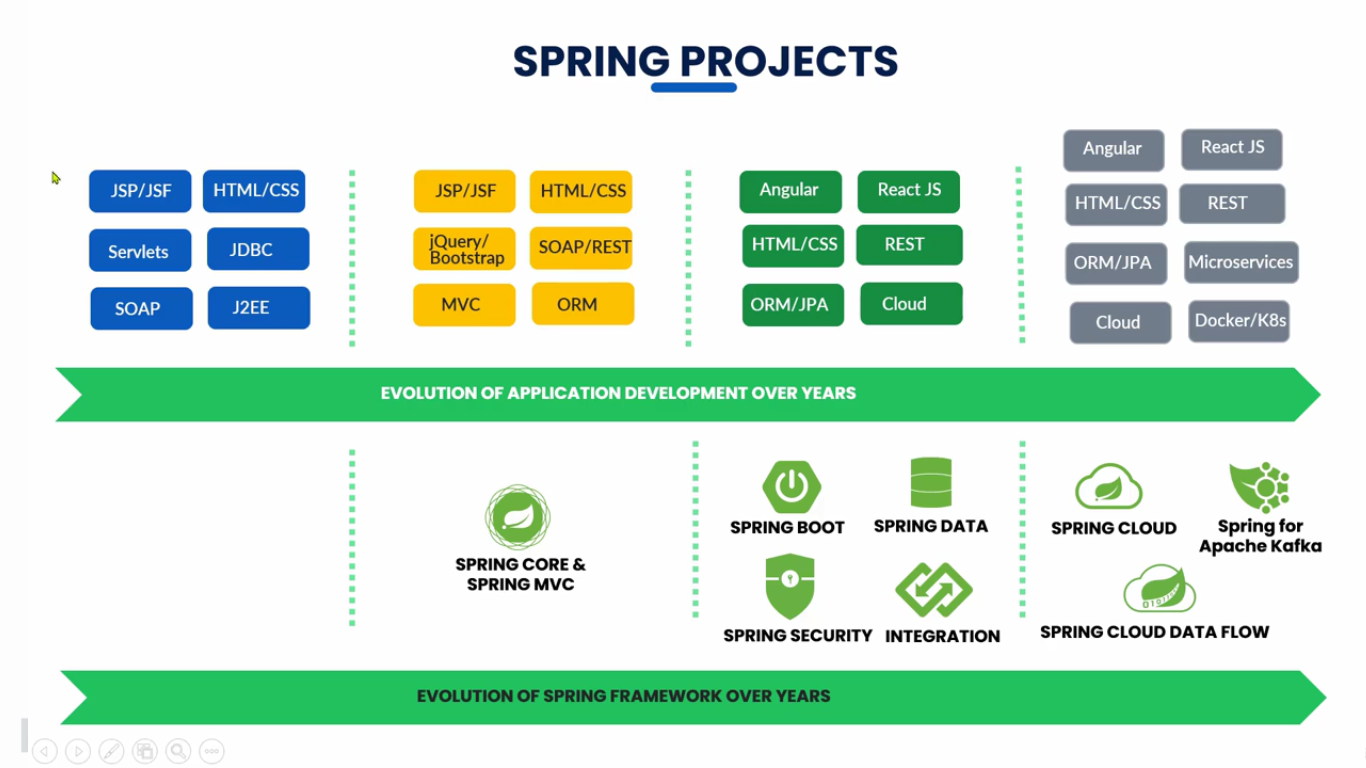 SPRING PROJECTS
JSP/JSF
HTML/CSS
Servlets
JDBC
SOAP
J2EE
JSP/JSF
HTML/CSS
jQuery/
Bootstrap
SOAP/REST
MVC
ORM
Angular
React JS
HTML/CSS
REST
ORM/JPA
Cloud
Angular
React JS
HTML/CSS
REST
ORM/JPA
Microservices
Cloud
Docker/K8s
EVOLUTION OF APPLICATION DEVELOPMENT OVER YEARS
SPRING CORE &
SPRING MVC
SPRING BOOT
SPRING DATA
SPRING SECURITY
INTEGRATION
SPRING CLOUD
Spring for
Apache Kafka
SPRING CLOUD DATA FLOW
EVOLUTION OF SPRING FRAMEWORK OVER YEARS